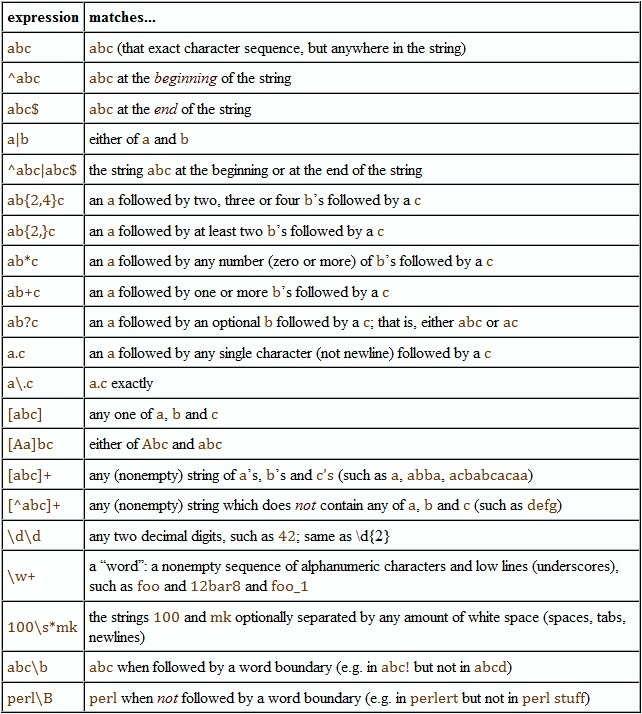 expression matches...
abc abc (that exact character sequence, but anywhere in the string)
^abc abc at the beginning of the string
abc$ abc at the end of the string
a|b either of a and b
^abc|abc$ the string abc at the beginning or at the end of the string
ab{2,4}c an a followed by two, three or four b's followed by a c
ab{2,}c an a followed by at least two b's followed by a c
ab*c an a followed by any number (zero or more) of b's followed by a c
ab+c an a followed by one or more b's followed by a c
ab?c an a followed by an optional b followed by a c; that is, either abc or ac
a.c an a followed by any single character (not newline) followed by a c
a\.c a.c exactly
[abc] any one of a, b and c
[Aa]bc either of Abc and abc
[abc]+ any (nonempty) string of a's, b's and c's (such as a, abba, acbabcacaa)
[^abc]+ any (nonempty) string which does not contain any of a, b and c (such as defg)
\d\d any two decimal digits, such as 42; same as \d{2}
\w+ a “word”: a nonempty sequence of alphanumeric characters and low lines (underscores),
such as foo and 12bar8 and foo_1
100\s*mk the strings 100 and mk optionally separated by any amount of white space (spaces, tabs,
newlines)
abc\b abc when followed by a word boundary (e.g. in abc! but not in abcd)
perl\B perl when not followed by a word boundary (e.g. in perlert but not in perl stuff)